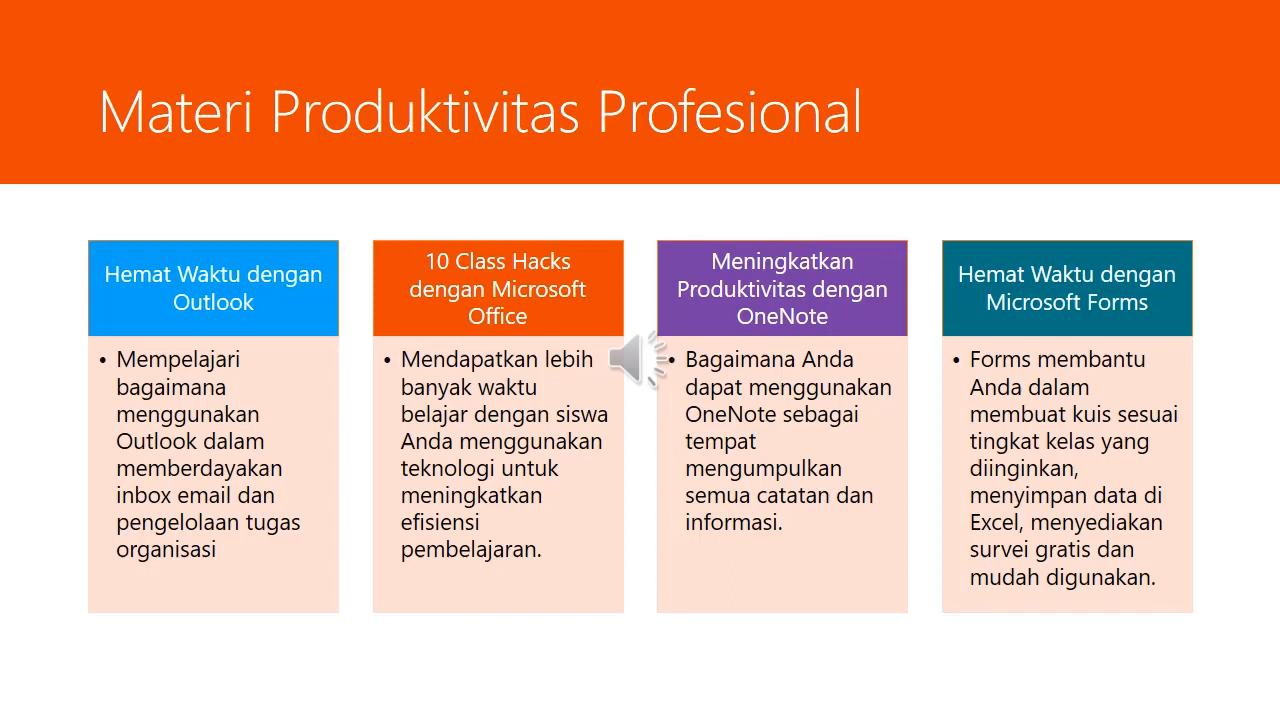 Materi Produktivitas Profesional
Hemat Waktu dengan
Outlook
• Mempelajari
bagaimana
menggunakan
Outlook dalam
memberdayakan
inbox email dan
pengelolaan tugas
organisasi
10 Class Hacks
dengan Microsoft
Office
• Mendapatkan lebih
banyak waktu
belajar dengan siswa
Anda menggunakan
teknologi untuk
meningkatkan
efisiensi
pembelajaran.
Meningkatkan
Produktivitas dengan
OneNote
• Bagaimana Anda
dapat menggunakan
OneNote sebagai
tempat
mengumpulkan
semua catatan dan
informasi.
Hemat Waktu dengan
Microsoft Forms
• Forms membantu
Anda dalam
membuat kuis sesuai
tingkat kelas yang
diinginkan,
menyimpan data di
Excel, menyediakan
survei gratis dan
mudah digunakan.